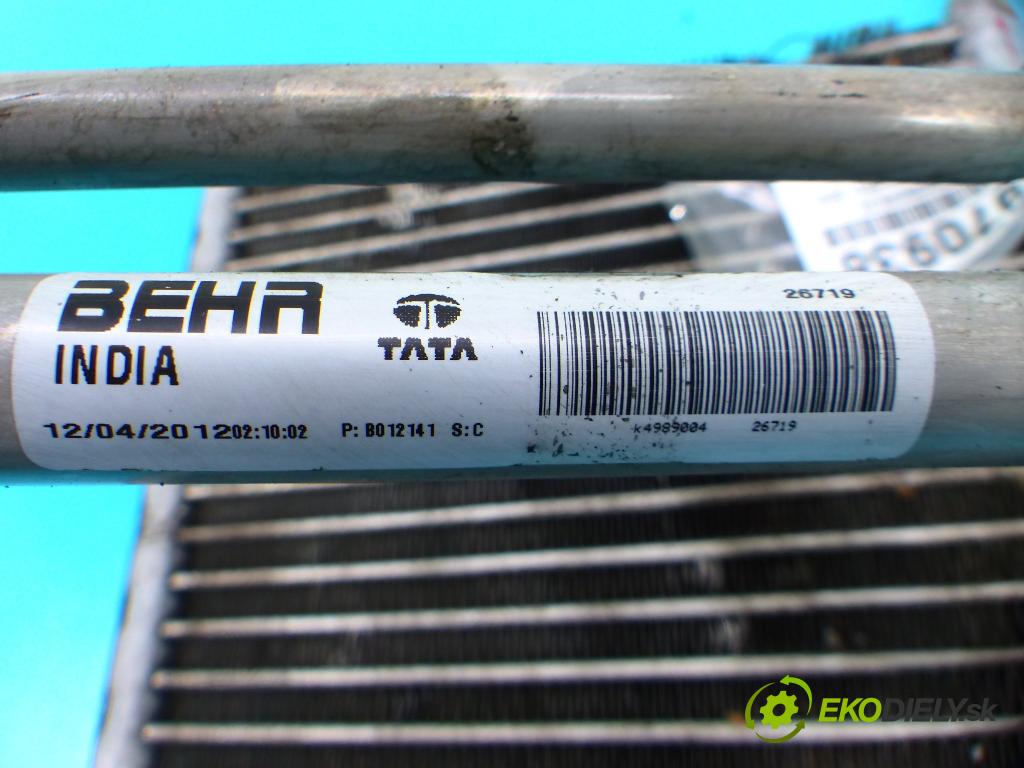 BEHR
INDIA
TATA
26719
12/04/2012 02:10:02 P: B012141 S:C
k4989004 26719
EKODIELY.sk